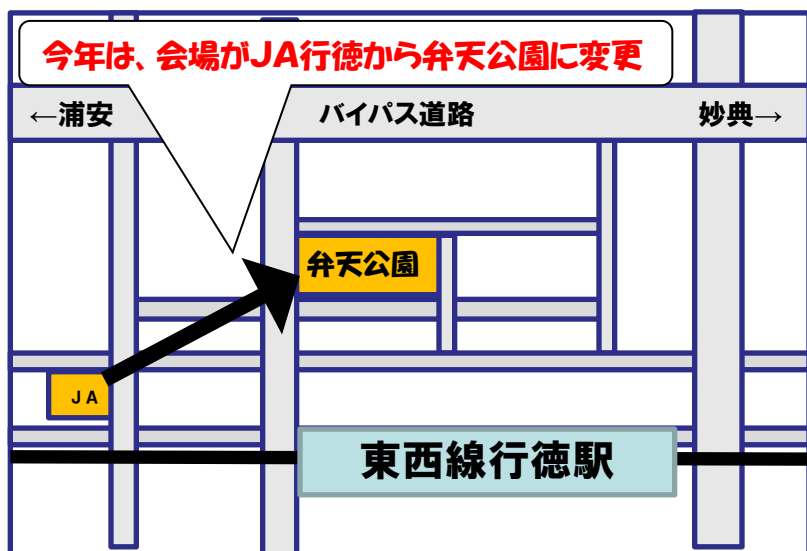 今年は、会場がJA行徳から弁天公園に変更
←浦安
バイパス道路
妙典→
弁天公園
JA
東西線行徳駅